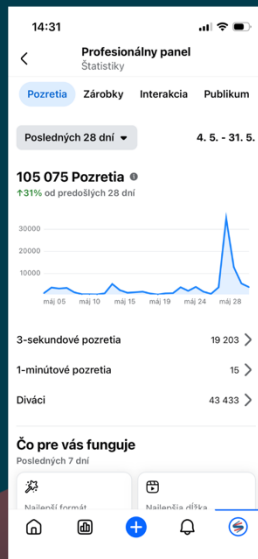 14:31
Profesionálny panel
Štatistiky
Pozretia Zárobky Interakcia Publikum
Posledných 28 dní 4. 5. - 31. 5.
105 075 Pozretia
↑31% od predošlých 28 dní
30000
20000
10000
máj 05 máj 10 máj 15 máj 19 máj 24 máj 28
3-sekundové pozretia 19 203
1-minútové pozretia 15
Diváci 43 433
Čo pre vás funguje
Posledných 7 dní
Najlepší formát Najlepšia dĺžka